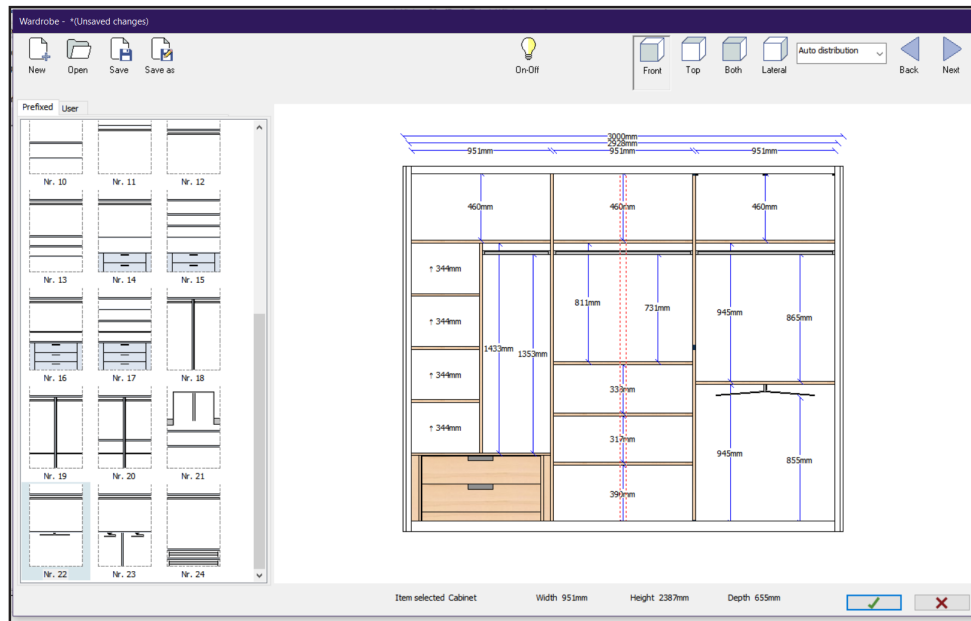 Wardrobe - *(Unsaved changes)
New Open Save Save as On-Off Front Top Both Lateral Auto distribution Back Next
Prefixed User
Nr. 10 Nr. 11 Nr. 12
Nr. 13 Nr. 14 Nr. 15
Nr. 16 Nr. 17 Nr. 18
Nr. 19 Nr. 20 Nr. 21
Nr. 22 Nr. 23 Nr. 24
3000mm
2928mm
951mm 951mm 951mm
460mm 460mm 460mm
344mm
811mm 731mm 945mm 865mm
344mm
1433mm 1353mm
344mm
317mm
344mm
945mm 855mm
Item selected Cabinet Width 951mm Height 2387mm Depth 655mm